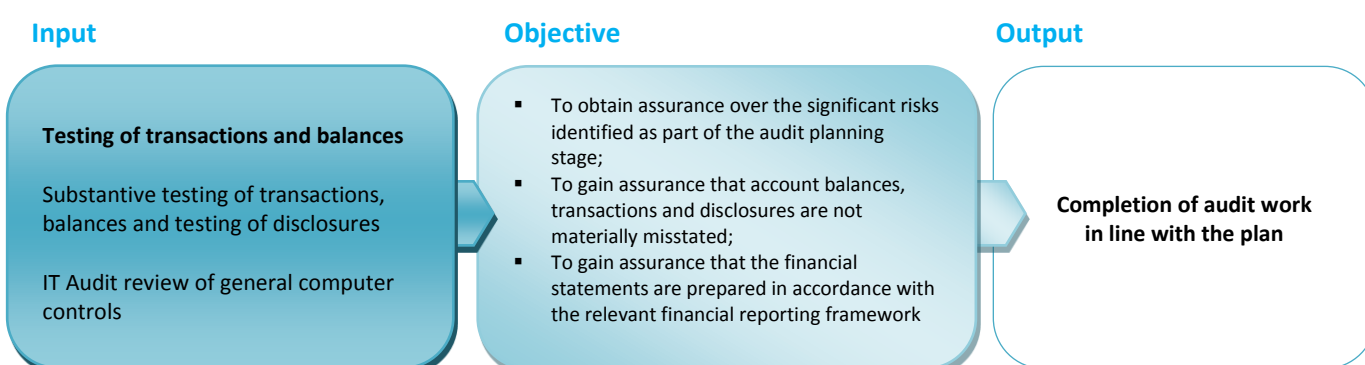 Input
Objective
Output
Testing of transactions and balances
Substantive testing of transactions,
balances and testing of disclosures
IT Audit review of general computer
controls
▪ To obtain assurance over the significant risks
identified as part of the audit planning
stage;
▪ To gain assurance that account balances,
transactions and disclosures are not
materially misstated;
▪ To gain assurance that the financial
statements are prepared in accordance with
the relevant financial reporting framework
Completion of audit work
in line with the plan